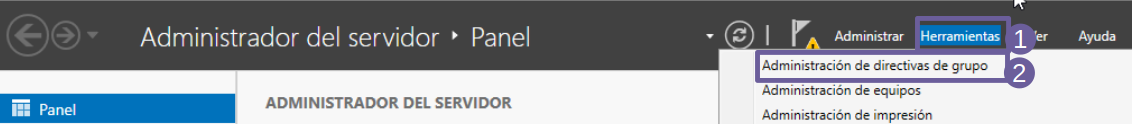 Administrador del servidor ‣ Panel
Administrar Herramientas 1 Ver Ayuda
Administración de directivas de grupo 2
Panel
ADMINISTRADOR DEL SERVIDOR
Administración de equipos
Administración de impresión